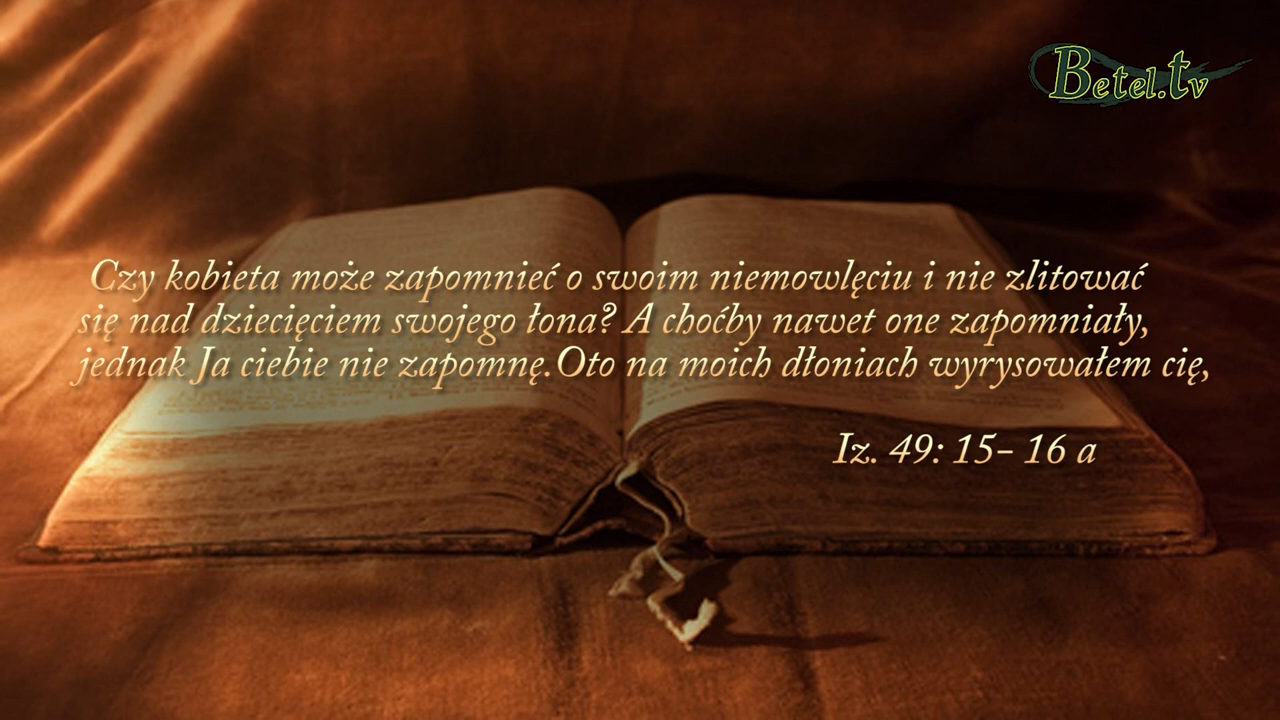 Betel.tv
Czy kobieta może zapomnieć o swoim niemowlęciu i nie zlitować
się nad dziecięciem swojego łona? A choćby nawet one zapomniały,
jednak Ja ciebie nie zapomnę.Oto na moich dłoniach wyrysowałem cię,
Iz. 49: 15- 16 a